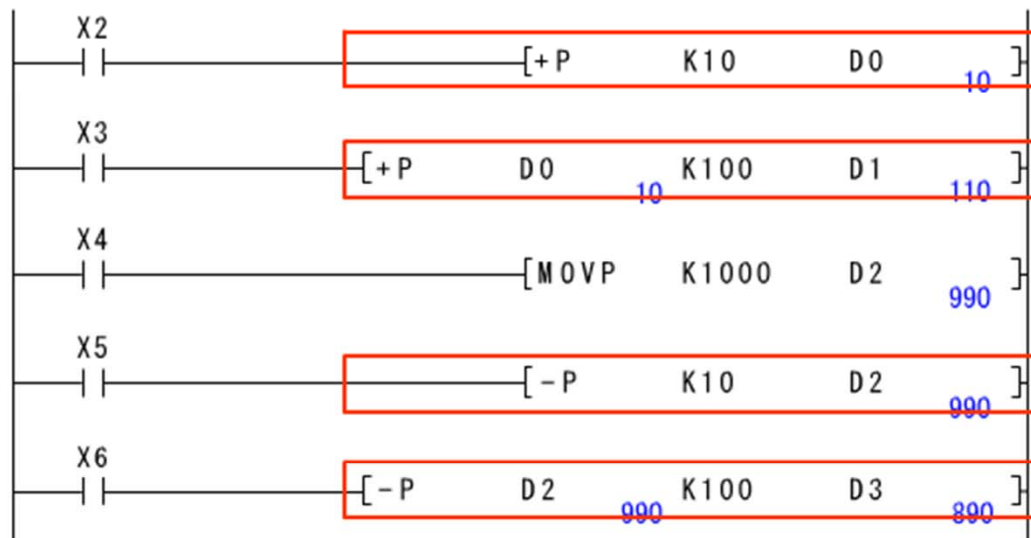 X2
[+P K10 D0 ]
10
X3
[+P D0 K100 D1 ]
10 110
X4
[MOVP K1000 D2 ]
990
X5
[-P K10 D2 ]
990
X6
[-P D2 K100 D3 ]
990 890